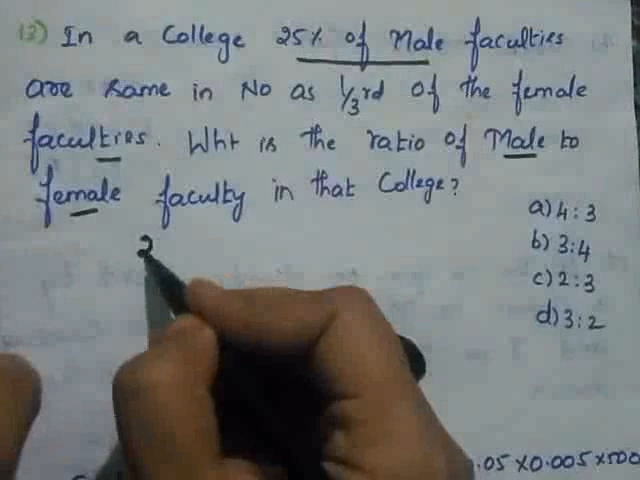 13) In a College 25% of Male faculties
are same in No as 1/3rd of the female
faculties. Wht is the ratio of Male to
female faculty in that College?
a) 4:3
b) 3:4
c) 2:3
d) 3:2
2
.05×0.005×500